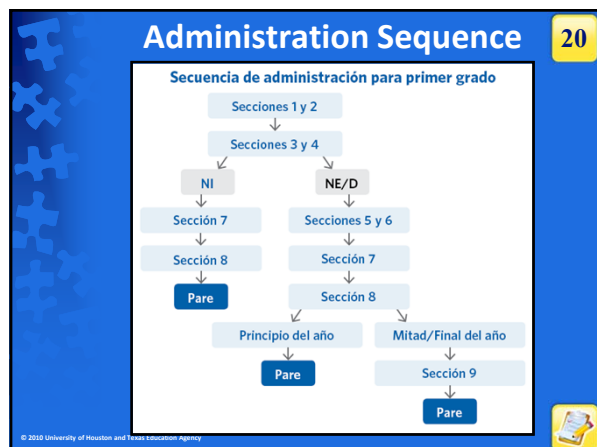 Administration Sequence
20
Secuencia de administración para primer grado
Secciones 1 y 2
Secciones 3 y 4
NI
NE/D
Sección 7
Secciones 5 y 6
Sección 8
Sección 7
Pare
Sección 8
Principio del año
Mitad/Final del año
Pare
Sección 9
Pare
© 2010 University of Houston and Texas Education Agency